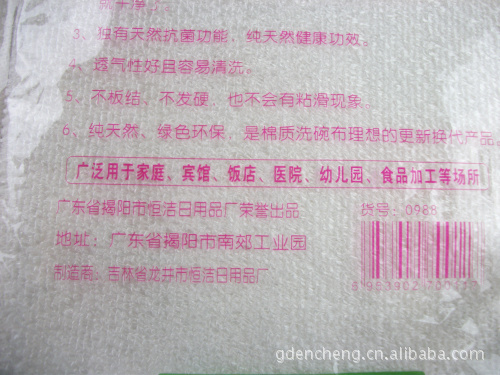 就干净了。
3、独有天然抗菌功能，纯天然健康功效。
4、透气性好且容易清洗。
5、不板结、不发硬，也不会有粘滑现象。
6、纯天然、绿色环保，是棉质洗碗布理想的更新换代产品。
广泛用于家庭、宾馆、饭店、医院、幼儿园、食品加工等场所
广东省揭阳市恒洁日用品厂荣誉出品
货号：0988
地址：广东省揭阳市南郊工业园
制造商：吉林省龙井市恒洁日用品厂
gdencheng.cn.alibaba.com